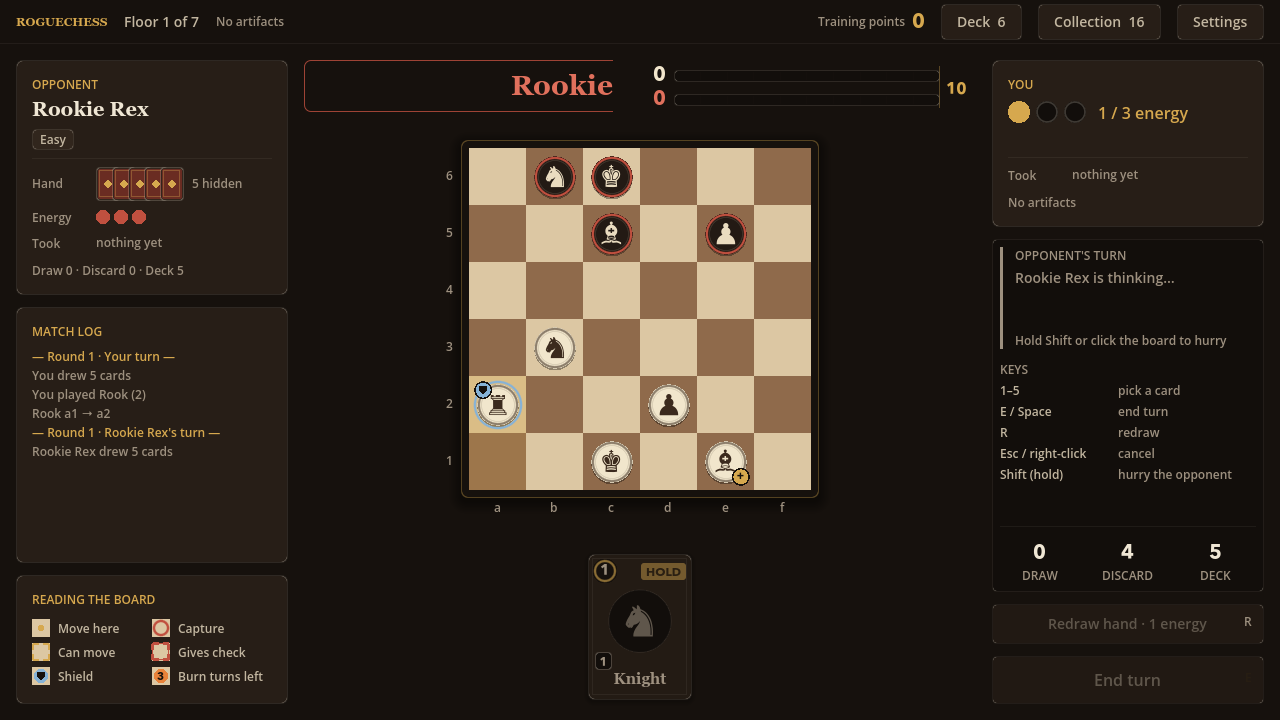 ROGUECHESS Floor 1 of 7 No artifacts Training points 0 Deck 6 Collection 16 Settings
OPPONENT
Rookie Rex
Easy
Hand 5 hidden
Energy
Took nothing yet
Draw 0 · Discard 0 · Deck 5
MATCH LOG
— Round 1 · Your turn —
You drew 5 cards
You played Rook (2)
Rook a1 → a2
— Round 1 · Rookie Rex's turn —
Rookie Rex drew 5 cards
READING THE BOARD
Move here Capture
Can move Gives check
Shield 3 Burn turns left
Rookie
0
0
10
6
5
4
3
2
1
a b c d e f
1 HOLD
1
Knight
YOU
1 / 3 energy
Took nothing yet
No artifacts
OPPONENT'S TURN
Rookie Rex is thinking...
Hold Shift or click the board to hurry
KEYS
1–5 pick a card
E / Space end turn
R redraw
Esc / right-click cancel
Shift (hold) hurry the opponent
0 4 5
DRAW DISCARD DECK
Redraw hand · 1 energy R
End turn